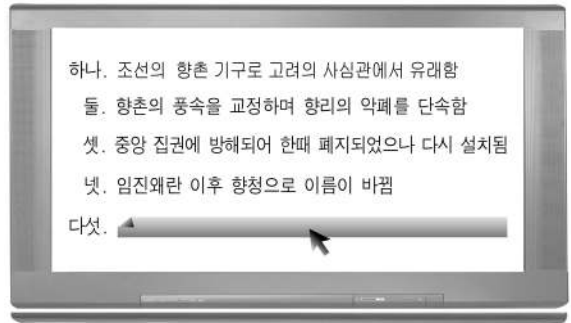 하나. 조선의 향촌 기구로 고려의 사심관에서 유래함
둘. 향촌의 풍속을 교정하며 향리의 악폐를 단속함
셋. 중앙 집권에 방해되어 한때 폐지되었으나 다시 설치됨
넷. 임진왜란 이후 향청으로 이름이 바뀜
다섯.